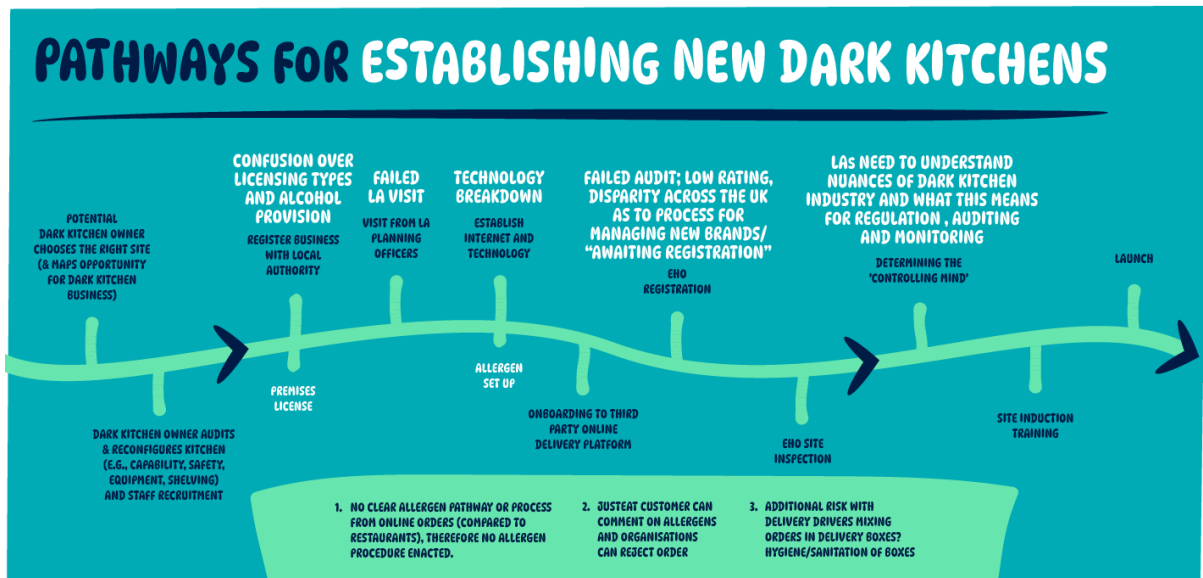 PATHWAYS FOR ESTABLISHING NEW DARK KITCHENS
POTENTIAL
DARK KITCHEN OWNER
CHOOSES THE RIGHT SITE
(& MAPS OPPORTUNITY
FOR DARK KITCHEN
BUSINESS)
DARK KITCHEN OWNER AUDITS
& RECONFIGURES KITCHEN
(E.G., CAPABILITY, SAFETY,
EQUIPMENT, SHELVING)
AND STAFF RECRUITMENT
CONFUSION OVER
LICENSING TYPES
AND ALCOHOL
PROVISION
REGISTER BUSINESS
WITH LOCAL
AUTHORITY
PREMISES
LICENSE
FAILED
LA VISIT
VISIT FROM LA
PLANNING
OFFICERS
TECHNOLOGY
BREAKDOWN
ESTABLISH
INTERNET AND
TECHNOLOGY
ALLERGEN
SET UP
ONBOARDING TO THIRD
PARTY ONLINE
DELIVERY PLATFORM
FAILED AUDIT; LOW RATING,
DISPARITY ACROSS THE UK
AS TO PROCESS FOR
MANAGING NEW BRANDS/
“AWAITING REGISTRATION”
EHO
REGISTRATION
EHO SITE
INSPECTION
LAs NEED TO UNDERSTAND
NUANCES OF DARK KITCHEN
INDUSTRY AND WHAT THIS MEANS
FOR REGULATION , AUDITING
AND MONITORING
DETERMINING THE
'CONTROLLING MIND'
SITE INDUCTION
TRAINING
LAUNCH
1. NO CLEAR ALLERGEN PATHWAY OR PROCESS
FROM ONLINE ORDERS (COMPARED TO
RESTAURANTS), THEREFORE NO ALLERGEN
PROCEDURE ENACTED.
2. JUSTEAT CUSTOMER CAN
COMMENT ON ALLERGENS
AND ORGANISATIONS
CAN REJECT ORDER
3. ADDITIONAL RISK WITH
DELIVERY DRIVERS MIXING
ORDERS IN DELIVERY BOXES?
HYGIENE/SANITATION OF BOXES